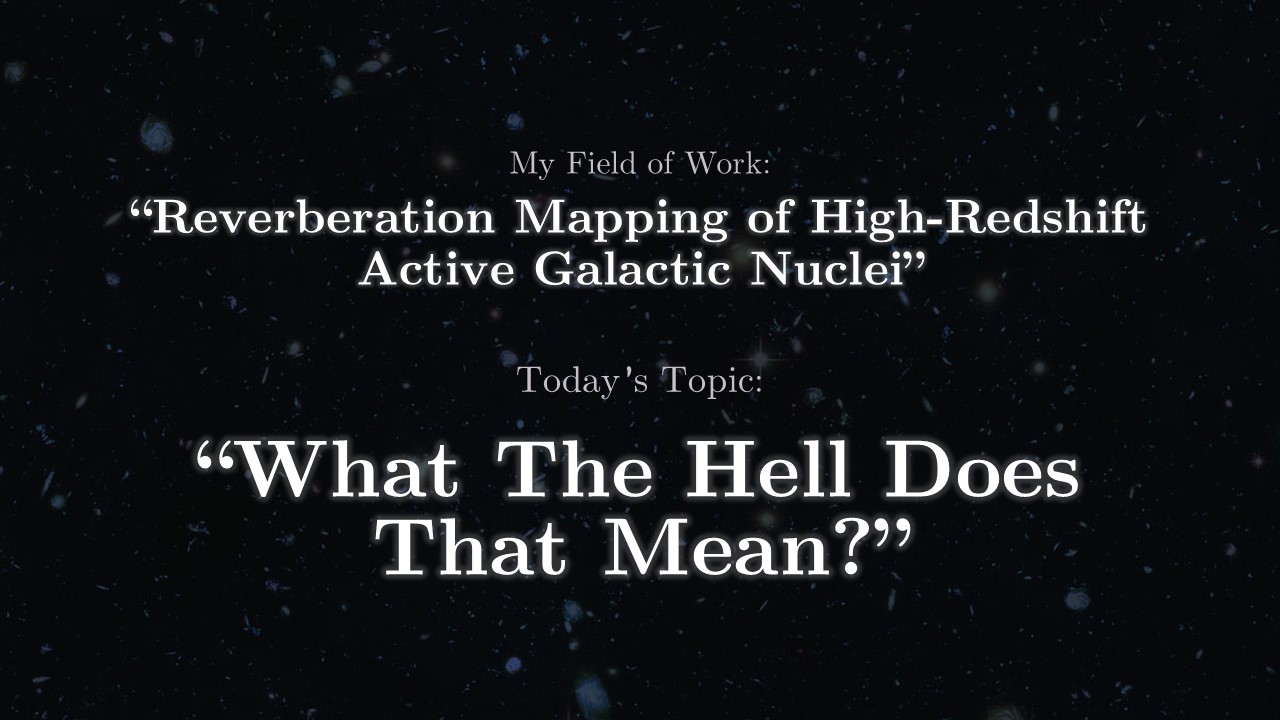 My Field of Work:
“Reverberation Mapping of High-Redshift
Active Galactic Nuclei”
Today's Topic:
“What The Hell Does
That Mean?”